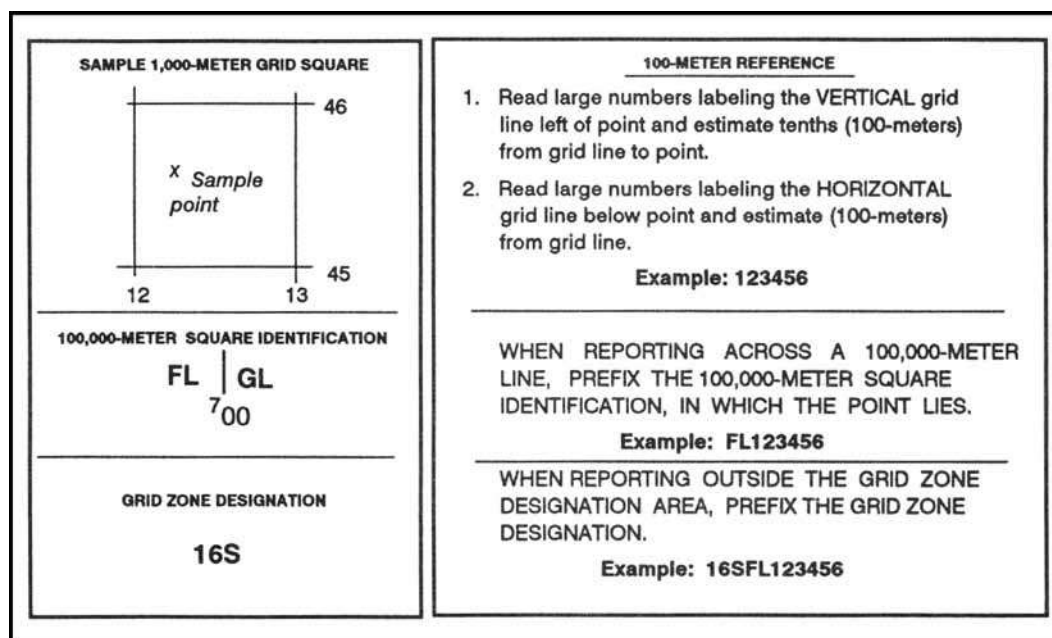 SAMPLE 1,000-METER GRID SQUARE
46
x Sample
point
45
12 13
100,000-METER SQUARE IDENTIFICATION
FL | GL
700
GRID ZONE DESIGNATION
16S
100-METER REFERENCE
1. Read large numbers labeling the VERTICAL grid
line left of point and estimate tenths (100-meters)
from grid line to point.
2. Read large numbers labeling the HORIZONTAL
grid line below point and estimate (100-meters)
from grid line.
Example: 123456
WHEN REPORTING ACROSS A 100,000-METER
LINE, PREFIX THE 100,000-METER SQUARE
IDENTIFICATION, IN WHICH THE POINT LIES.
Example: FL123456
WHEN REPORTING OUTSIDE THE GRID ZONE
DESIGNATION AREA, PREFIX THE GRID ZONE
DESIGNATION.
Example: 16SFL123456